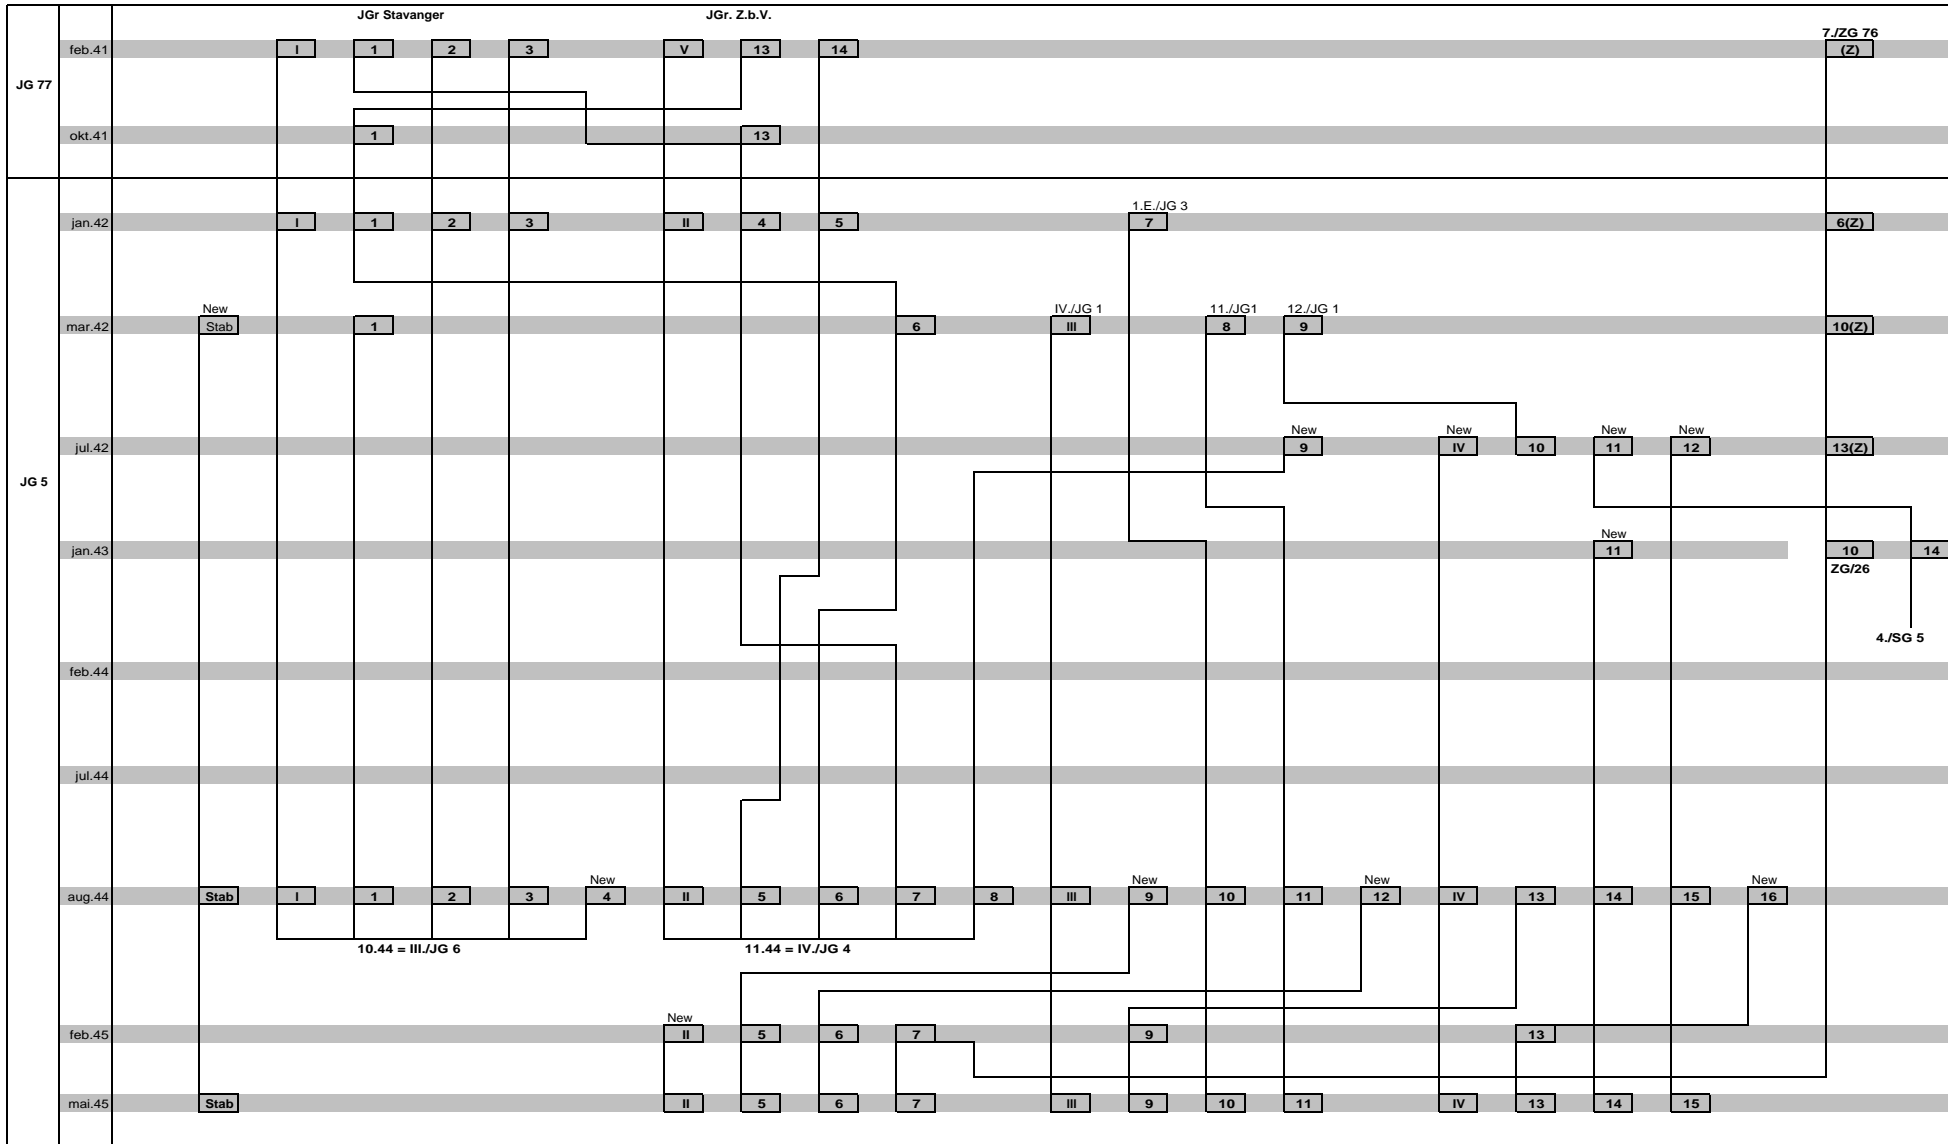 JGr Stavanger JGr. Z.b.V.
7./ZG 76
feb.41 I 1 2 3 V 13 14 (Z)
JG 77
okt.41 1 13
1.E./JG 3
jan.42 I 1 2 3 II 4 5 7 6(Z)
New IV./JG 1 11./JG1 12./JG 1
mar.42 Stab 1 6 III 8 9 10(Z)
New New New New
jul.42 9 IV 10 11 12 13(Z)
JG 5
New
jan.43 11 10 14
ZG/26
4./SG 5
feb.44
jul.44
New New New New
aug.44 Stab I 1 2 3 4 II 5 6 7 8 III 9 10 11 12 IV 13 14 15 16
10.44 = III./JG 6 11.44 = IV./JG 4
New
feb.45 II 5 6 7 9 13
mai.45 Stab II 5 6 7 III 9 10 11 IV 13 14 15